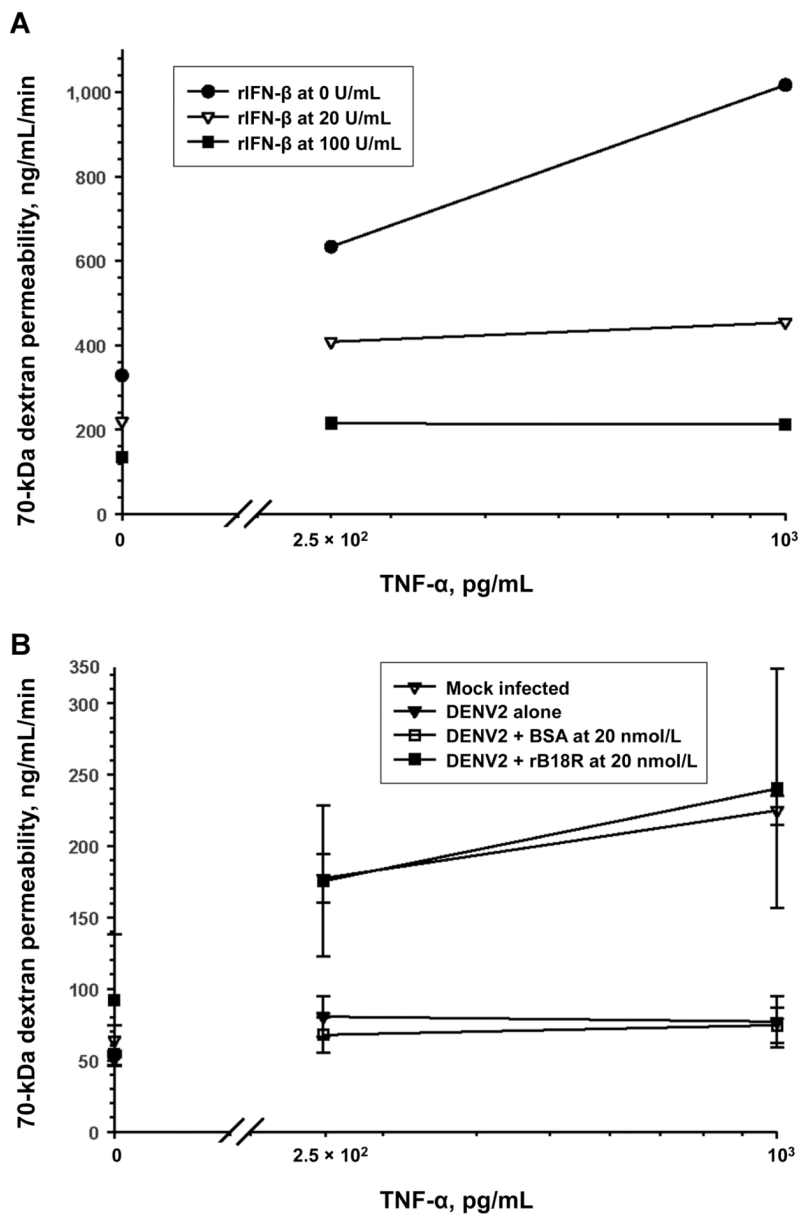 A
70-kDa dextran permeability, ng/mL/min
rIFN-β at 0 U/mL
rIFN-β at 20 U/mL
rIFN-β at 100 U/mL
1,000
800
600
400
200
0
0
2.5 × 10²
10³
TNF-α, pg/mL
B
70-kDa dextran permeability, ng/mL/min
Mock infected
DENV2 alone
DENV2 + BSA at 20 nmol/L
DENV2 + rB18R at 20 nmol/L
350
300
250
200
150
100
50
0
0
2.5 × 10²
10³
TNF-α, pg/mL